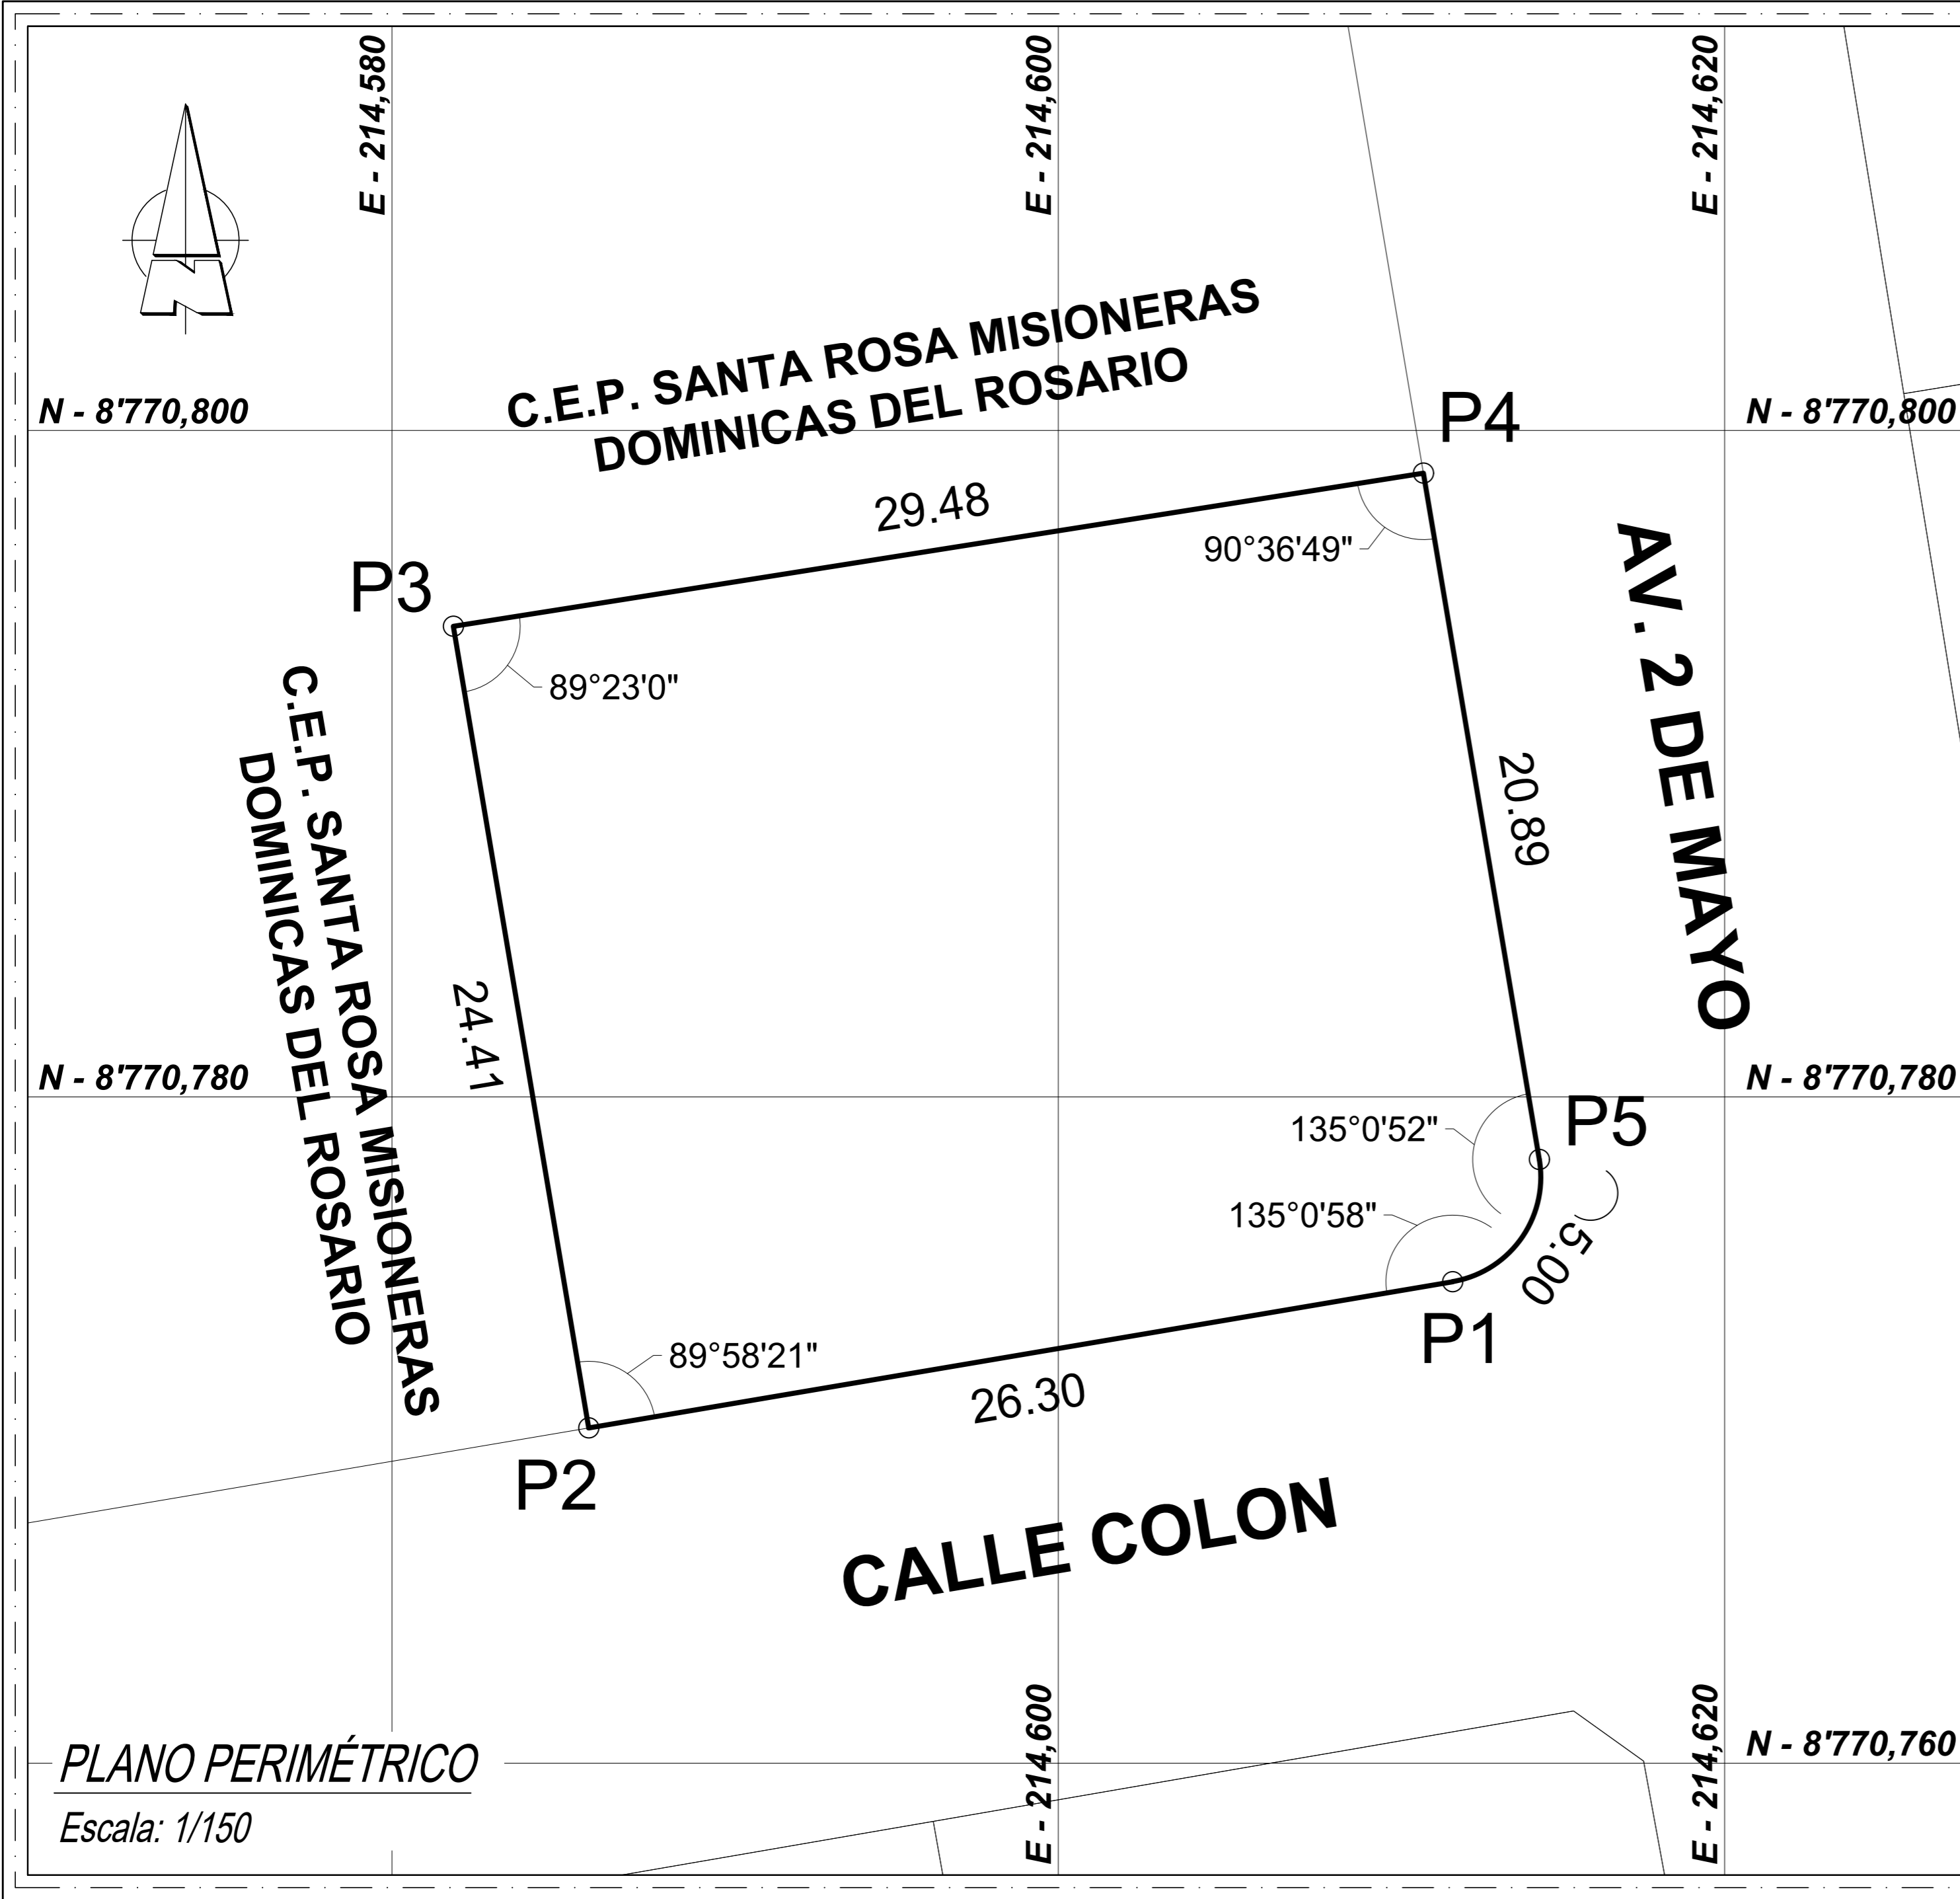 E - 214,580
E - 214,600
E - 214,620
N
C.E.P. SANTA ROSA MISIONERAS
DOMINICAS DEL ROSARIO
N - 8'770,800
N - 8'770,800
P4
29.48
90°36'49"
P3
89°23'0"
AV. 2 DE MAYO
C.E.P. SANTA ROSA MISIONERAS
DOMINICAS DEL ROSARIO
20.89
24.41
N - 8'770,780
N - 8'770,780
P5
135°0'52"
135°0'58"
5.00
P1
89°58'21"
26.30
P2
CALLE COLON
E - 214,600
E - 214,620
N - 8'770,760
PLANO PERIMÉTRICO
Escala: 1/150